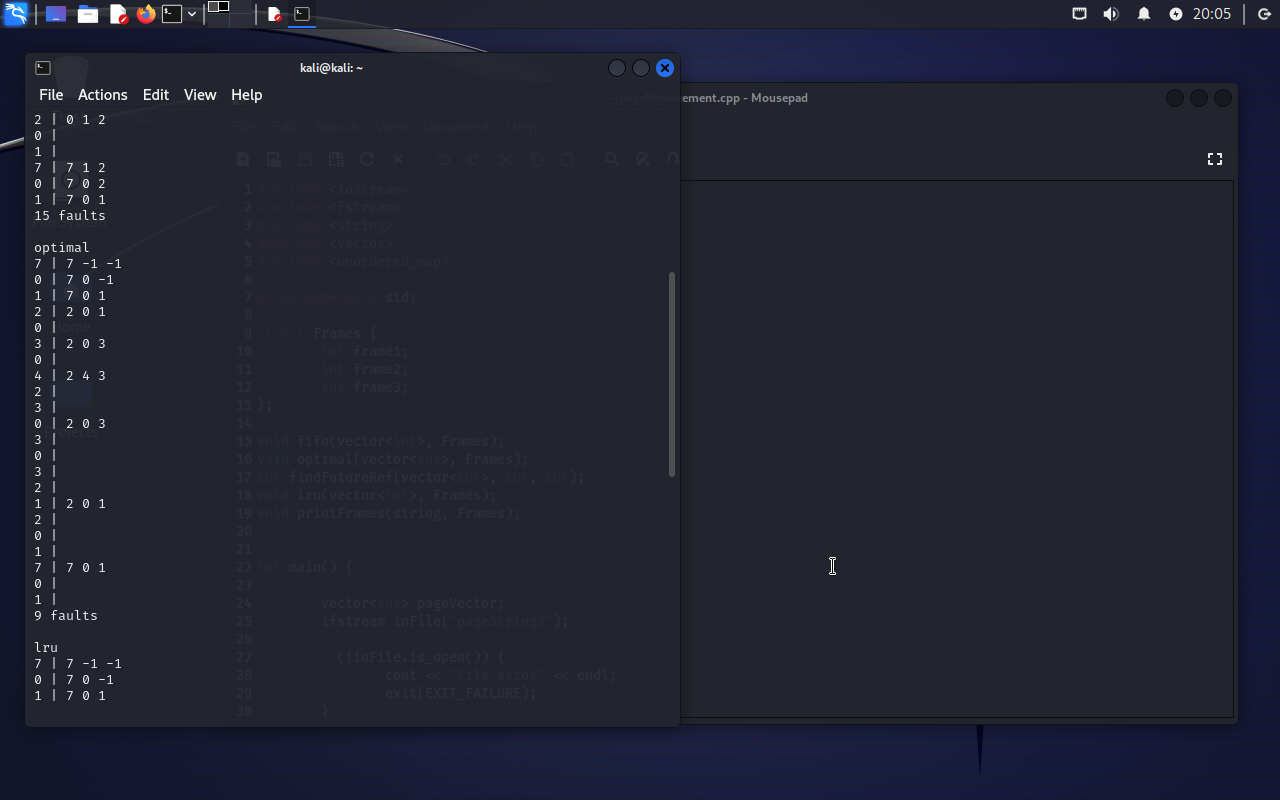 20:05
kali@kali: ~
File Actions Edit View Help
2 | 0 1 2
0 |
1 |
7 | 7 1 2
0 | 7 0 2
1 | 7 0 1
15 faults
optimal
7 | 7 -1 -1
0 | 7 0 -1
1 | 7 0 1
2 | 2 0 1
0 |
3 | 2 0 3
0 |
4 | 2 4 3
2 |
3 |
0 | 2 0 3
3 |
0 |
3 |
2 |
1 | 2 0 1
2 |
0 |
1 |
7 | 7 0 1
0 |
1 |
9 faults
lru
7 | 7 -1 -1
0 | 7 0 -1
1 | 7 0 1
ement.cpp - Mousepad
File Edit Search View Document Help
1 #include <iostream>
2 #include <fstream>
3 #include <string>
4 #include <vector>
5 #include <unordered_map>
6
7 using namespace std;
8
9 struct Frames {
10 int frame1;
11 int frame2;
12 int frame3;
13 };
14
15 void fifo(vector<int>, Frames);
16 void optimal(vector<int>, Frames);
17 int findFutureRef(vector<int>, int, int);
18 void lru(vector<int>, Frames);
19 void printFrames(string, Frames);
20
21
22 int main() {
23
24 vector<int> pageVector;
25 ifstream inFile("pageStrings");
26
27 if(!inFile.is_open()) {
28 cout << "File error" << endl;
29 exit(EXIT_FAILURE);
30 }
Home